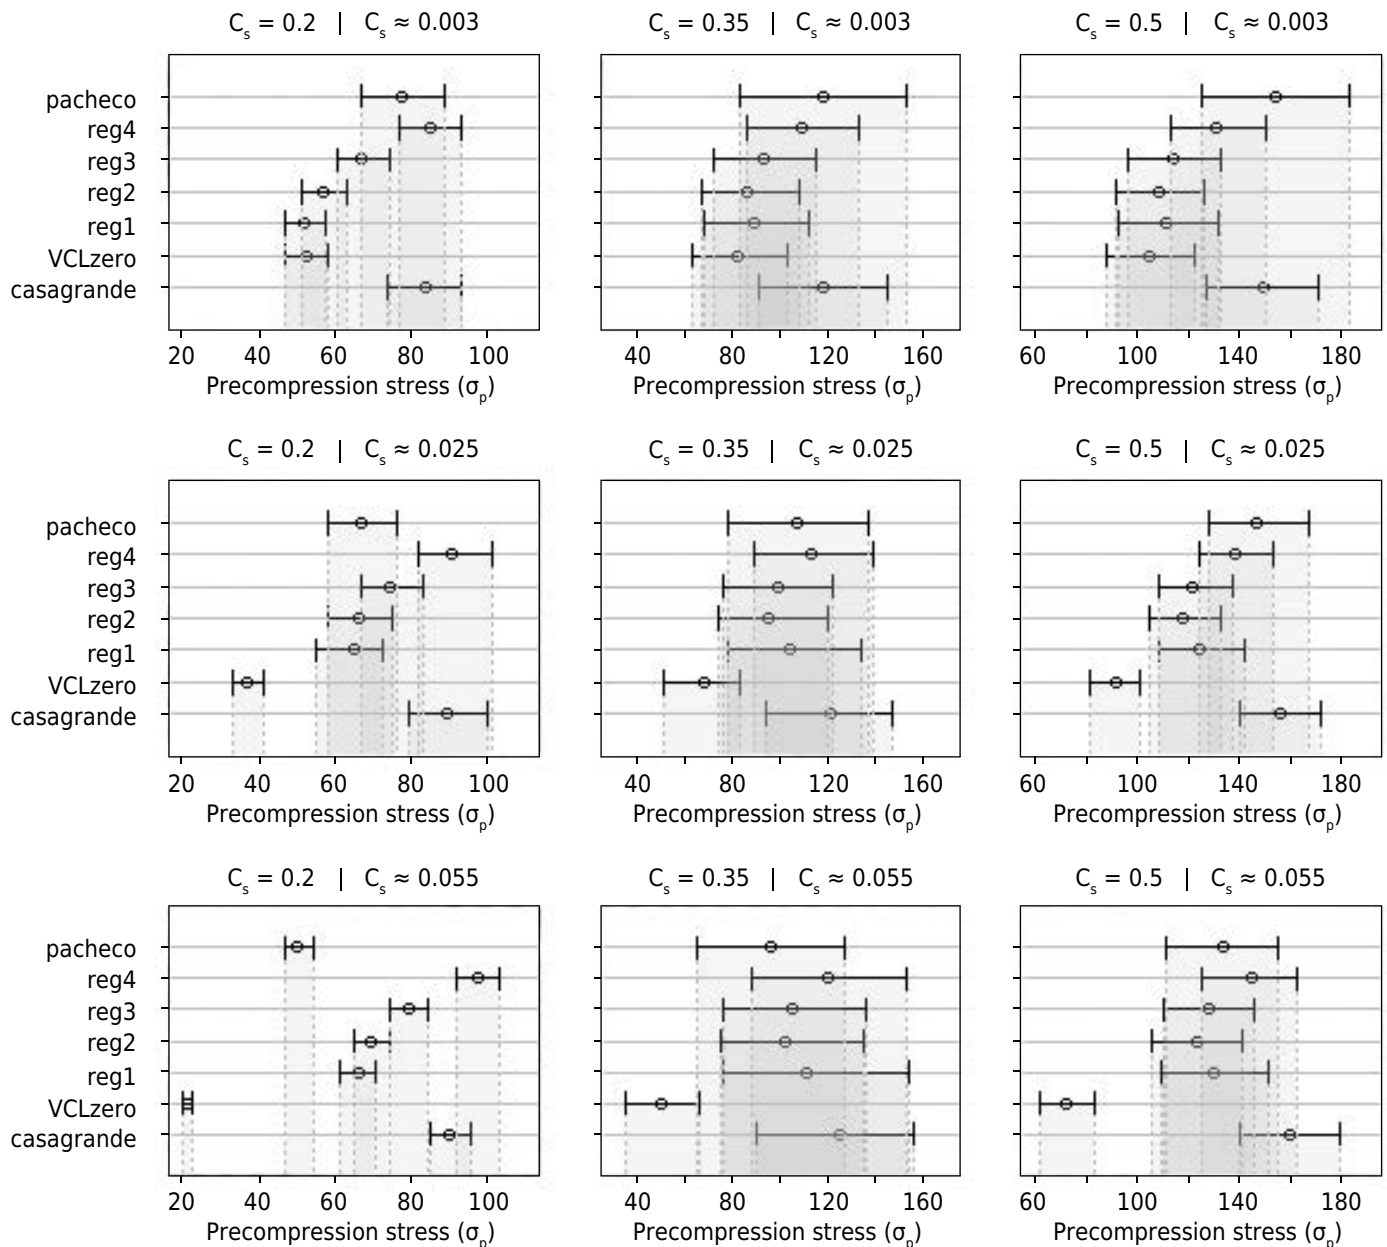 C_s = 0.2 | C_s ≈ 0.003
C_s = 0.35 | C_s ≈ 0.003
C_s = 0.5 | C_s ≈ 0.003
pacheco
reg4
reg3
reg2
reg1
VCLzero
casagrande
20 40 60 80 100
40 80 120 160
60 100 140 180
Precompression stress (σ_p)
Precompression stress (σ_p)
Precompression stress (σ_p)
C_s = 0.2 | C_s ≈ 0.025
C_s = 0.35 | C_s ≈ 0.025
C_s = 0.5 | C_s ≈ 0.025
pacheco
reg4
reg3
reg2
reg1
VCLzero
casagrande
20 40 60 80 100
40 80 120 160
60 100 140 180
Precompression stress (σ_p)
Precompression stress (σ_p)
Precompression stress (σ_p)
C_s = 0.2 | C_s ≈ 0.055
C_s = 0.35 | C_s ≈ 0.055
C_s = 0.5 | C_s ≈ 0.055
pacheco
reg4
reg3
reg2
reg1
VCLzero
casagrande
20 40 60 80 100
40 80 120 160
60 100 140 180
Precompression stress (σ_p)
Precompression stress (σ_p)
Precompression stress (σ_p)